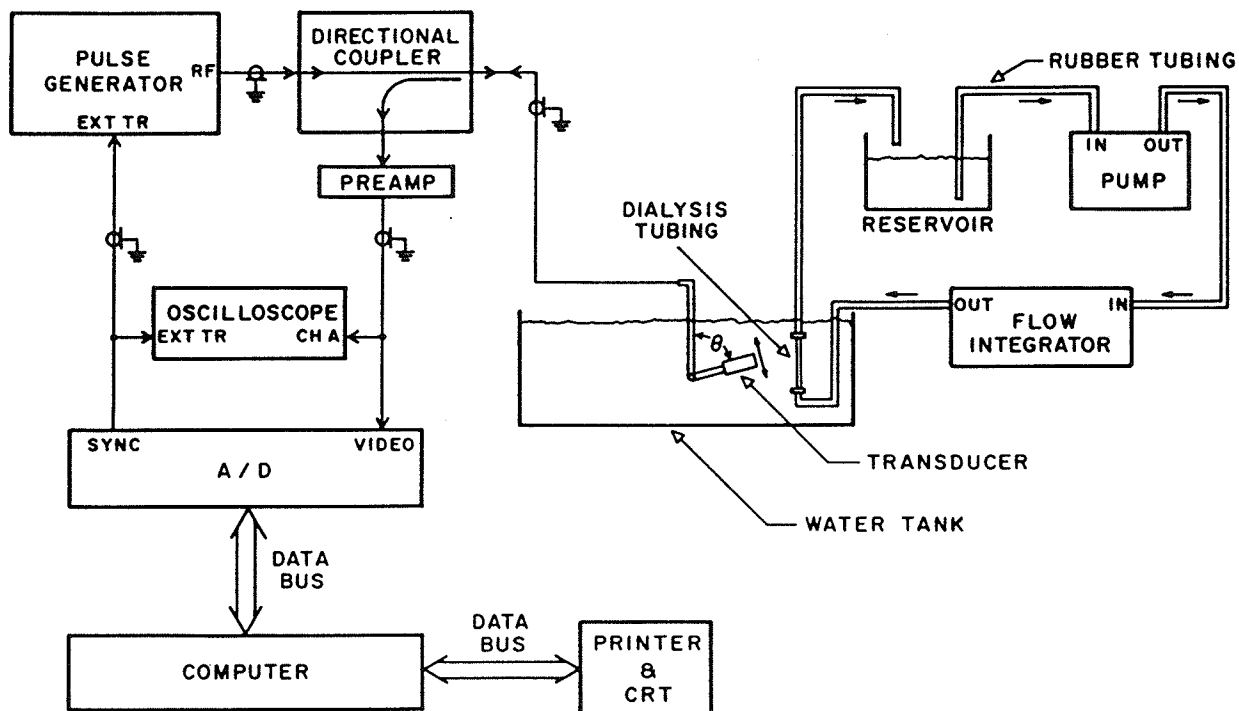 PULSE
GENERATOR
RF
EXT TR
DIRECTIONAL
COUPLER
PREAMP
OSCILLOSCOPE
EXT TR
CH A
SYNC
VIDEO
A/D
DATA
BUS
COMPUTER
DATA
BUS
PRINTER
&
CRT
RUBBER TUBING
IN
OUT
PUMP
RESERVOIR
DIALYSIS
TUBING
OUT
IN
FLOW
INTEGRATOR
θ
TRANSDUCER
WATER TANK